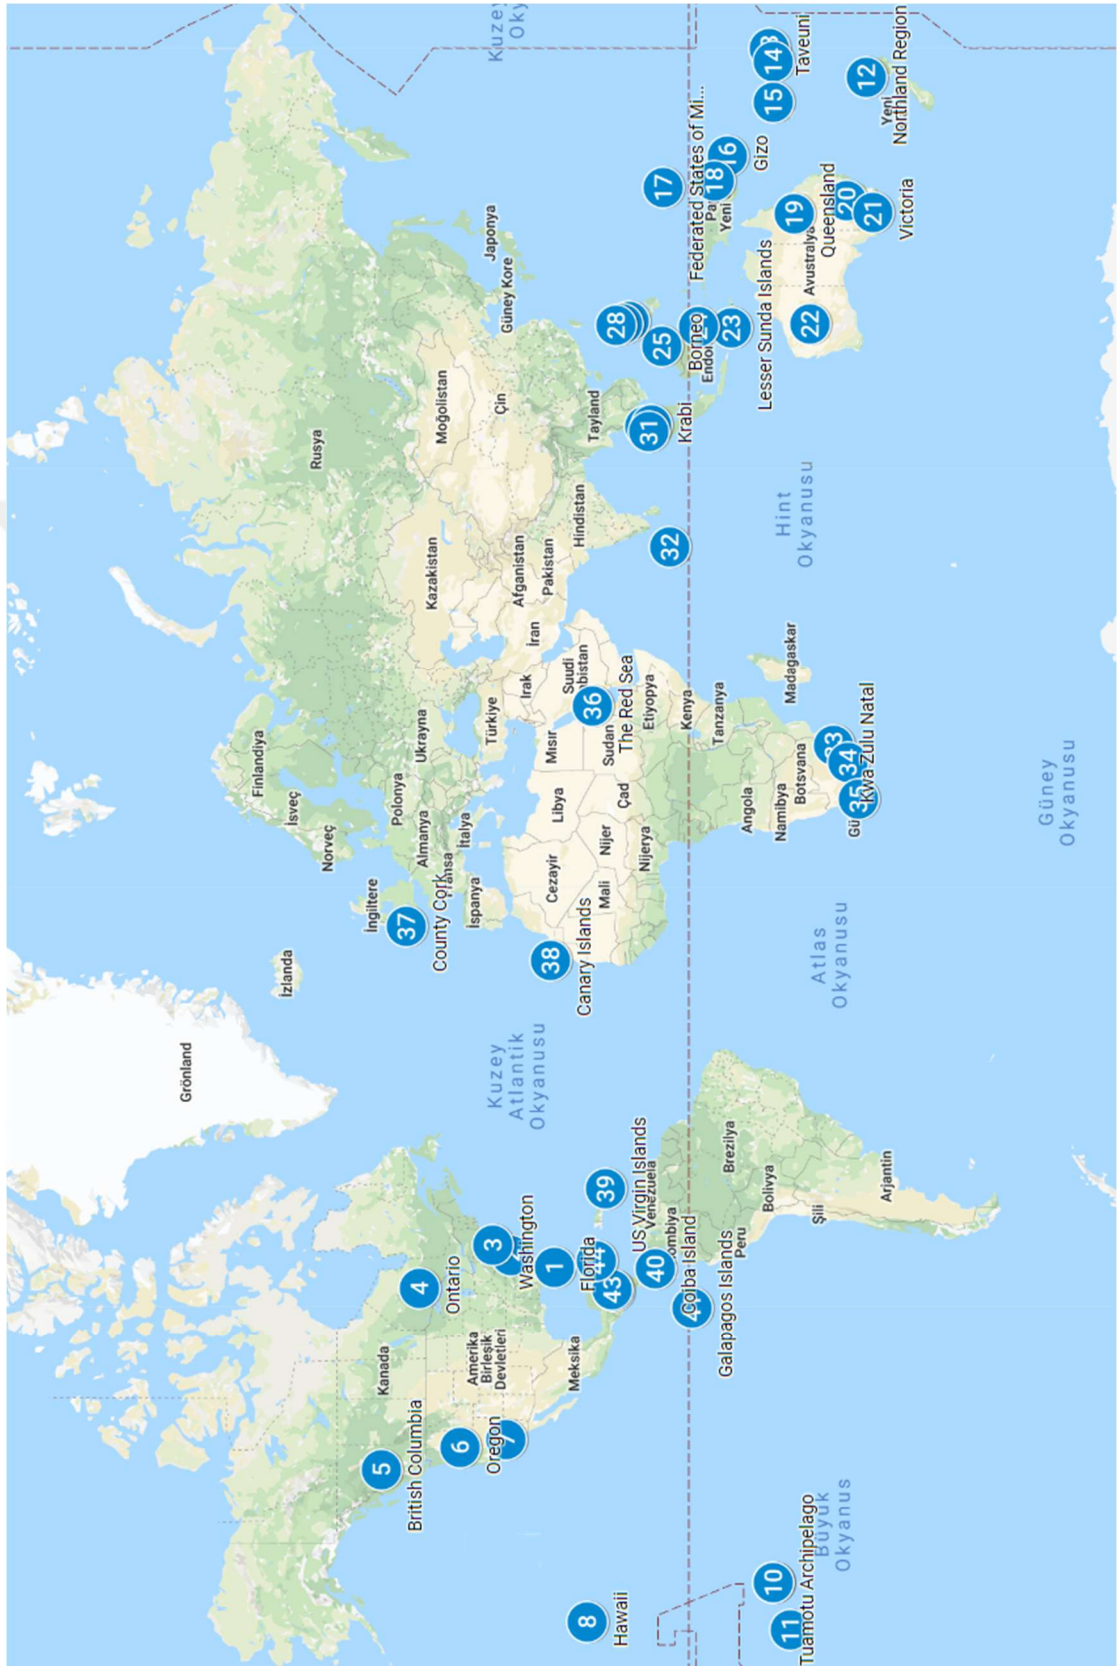 Kuzey
Oky
Grönland
İzlanda
Finlandiya
İsveç
Norveç
Rusya
İngiltere
37
County Cork
Polonya
Almanya
Ukrayna
İtalya
İspanya
Türkiye
Kazakistan
Moğolistan
Çin
Japonya
Güney Kore
Afganistan
Pakistan
İran
Irak
Suudi
Hindistan
Tayland
Mısır
Libya
Cezayir
Mali
Nijer
Çad
Sudan
36
The Red Sea
Nijerya
Etiyopya
Kenya
Tanzanya
Angola
Namibya
Botsvana
Madagaskar
34
35
Kwa Zulu Natal
38
Canary Islands
Kuzey
Atlantik
Okyanusu
Atlas
Okyanusu
Güney
Okyanusu
Hint
Okyanusu
32
31
Krabi
28
25
Borneo
23
Lesser Sunda Islands
22
Avustralya
19
Queensland
20
21
Victoria
17
Federated States of Mi...
18
16
Gizo
Yeni
15
14
Taveuni
12
Yeni
Northland Region
Kanada
5
British Columbia
4
Ontario
6
Oregon
7
Amerika
Birleşik
Devletleri
3
Washington
1
Florida
Meksika
43
44
39
US Virgin Islands
Venezuela
40
Coiba Island
Galapagos Islands
Peru
Brezilya
Bolivya
Şili
Arjantin
8
Hawaii
10
11
Tuamotu Archipelago
Büyük
Okyanus